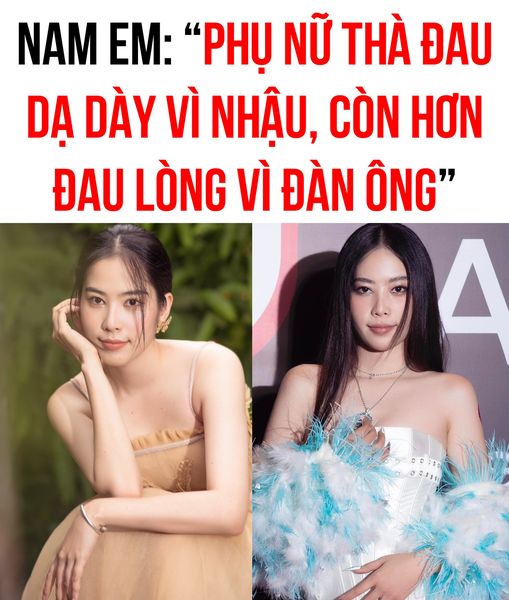 NAM EM: “PHỤ NỮ THÀ ĐAU
DẠ DÀY VÌ NHẬU, CÒN HƠN
ĐAU LÒNG VÌ ĐÀN ÔNG”
A